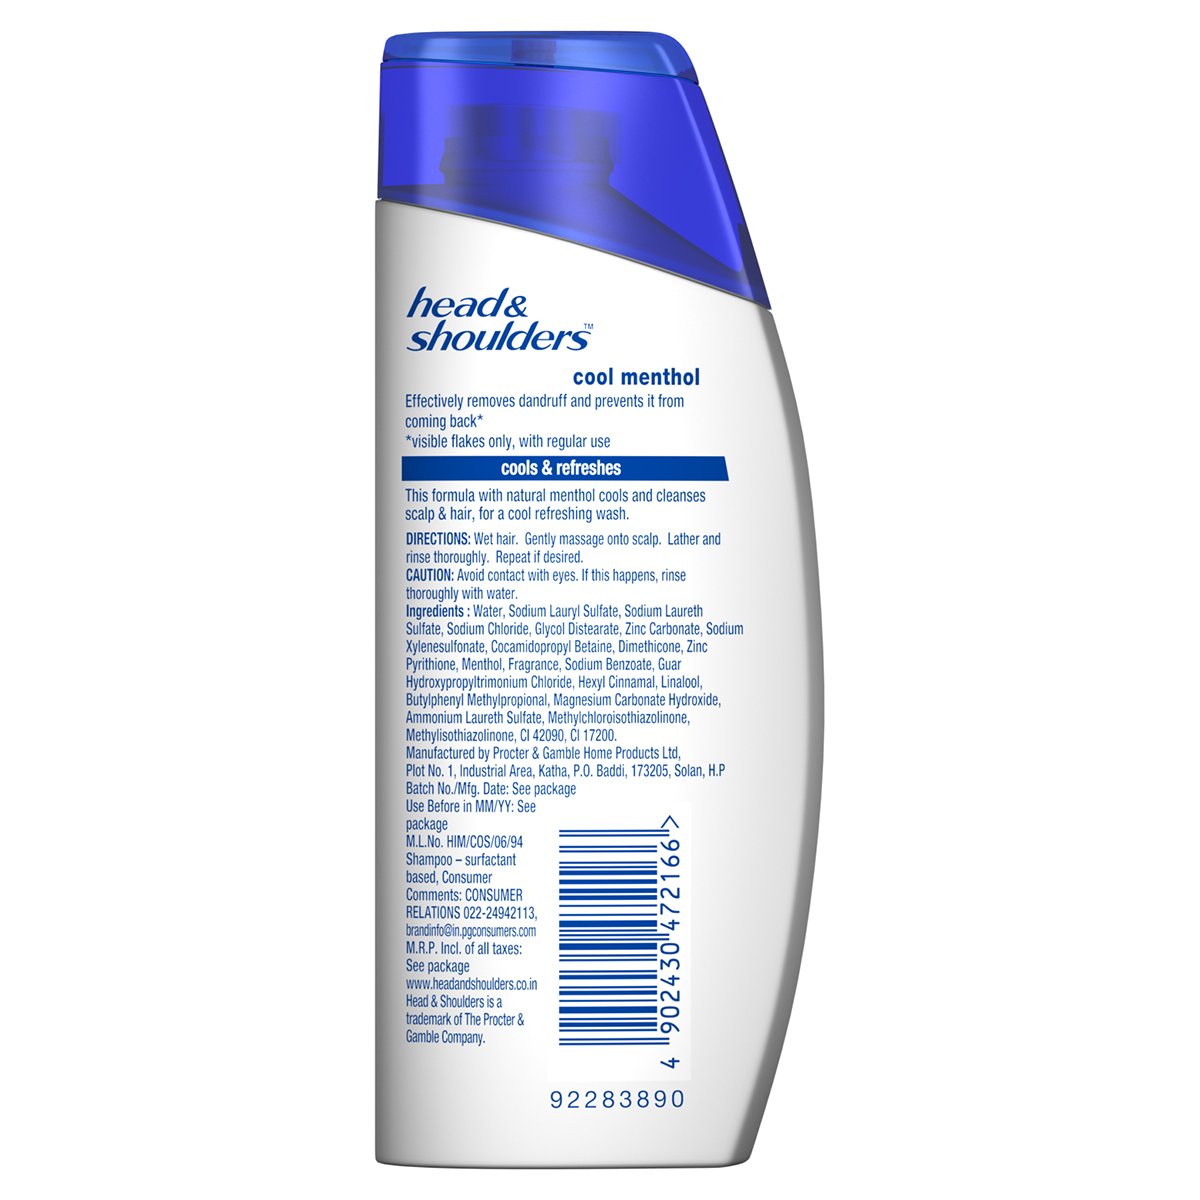 head &
shoulders™
cool menthol
Effectively removes dandruff and prevents it from
coming back*
*visible flakes only, with regular use
cools & refreshes
This formula with natural menthol cools and cleanses
scalp & hair, for a cool refreshing wash.
DIRECTIONS: Wet hair. Gently massage onto scalp. Lather and
rinse thoroughly. Repeat if desired.
CAUTION: Avoid contact with eyes. If this happens, rinse
thoroughly with water.
Ingredients : Water, Sodium Lauryl Sulfate, Sodium Laureth
Sulfate, Sodium Chloride, Glycol Distearate, Zinc Carbonate, Sodium
Xylenesulfonate, Cocamidopropyl Betaine, Dimethicone, Zinc
Pyrithione, Menthol, Fragrance, Sodium Benzoate, Guar
Hydroxypropyltrimonium Chloride, Hexyl Cinnamal, Linalool,
Butylphenyl Methylpropional, Magnesium Carbonate Hydroxide,
Ammonium Laureth Sulfate, Methylchloroisothiazolinone,
Methylisothiazolinone, CI 42090, CI 17200.
Manufactured by Procter & Gamble Home Products Ltd,
Plot No. 1, Industrial Area, Katha, P.O. Baddi, 173205, Solan, H.P
Batch No./Mfg. Date: See package
Use Before in MM/YY: See
package
M.L.No. HIM/COS/06/94
Shampoo – surfactant
based, Consumer
Comments: CONSUMER
RELATIONS 022-24942113,
brandinfo@in.pgconsumers.com
M.R.P. Incl. of all taxes:
See package
www.headandshoulders.co.in
Head & Shoulders is a
trademark of The Procter &
Gamble Company.
4 902430 472166 >
92283890